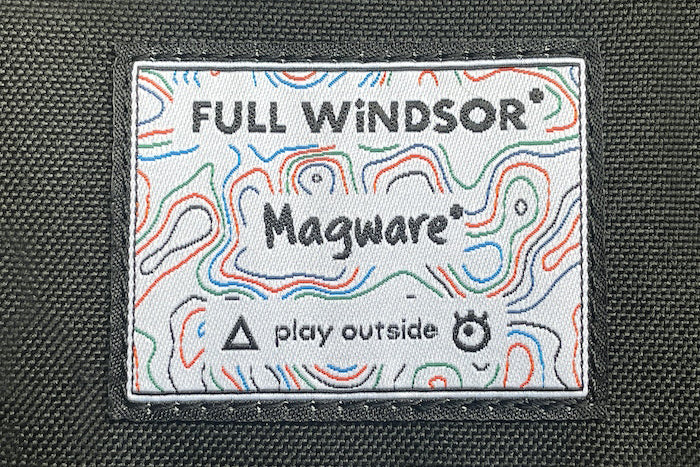 FULL WiNDSOR*
Magware*
play outside